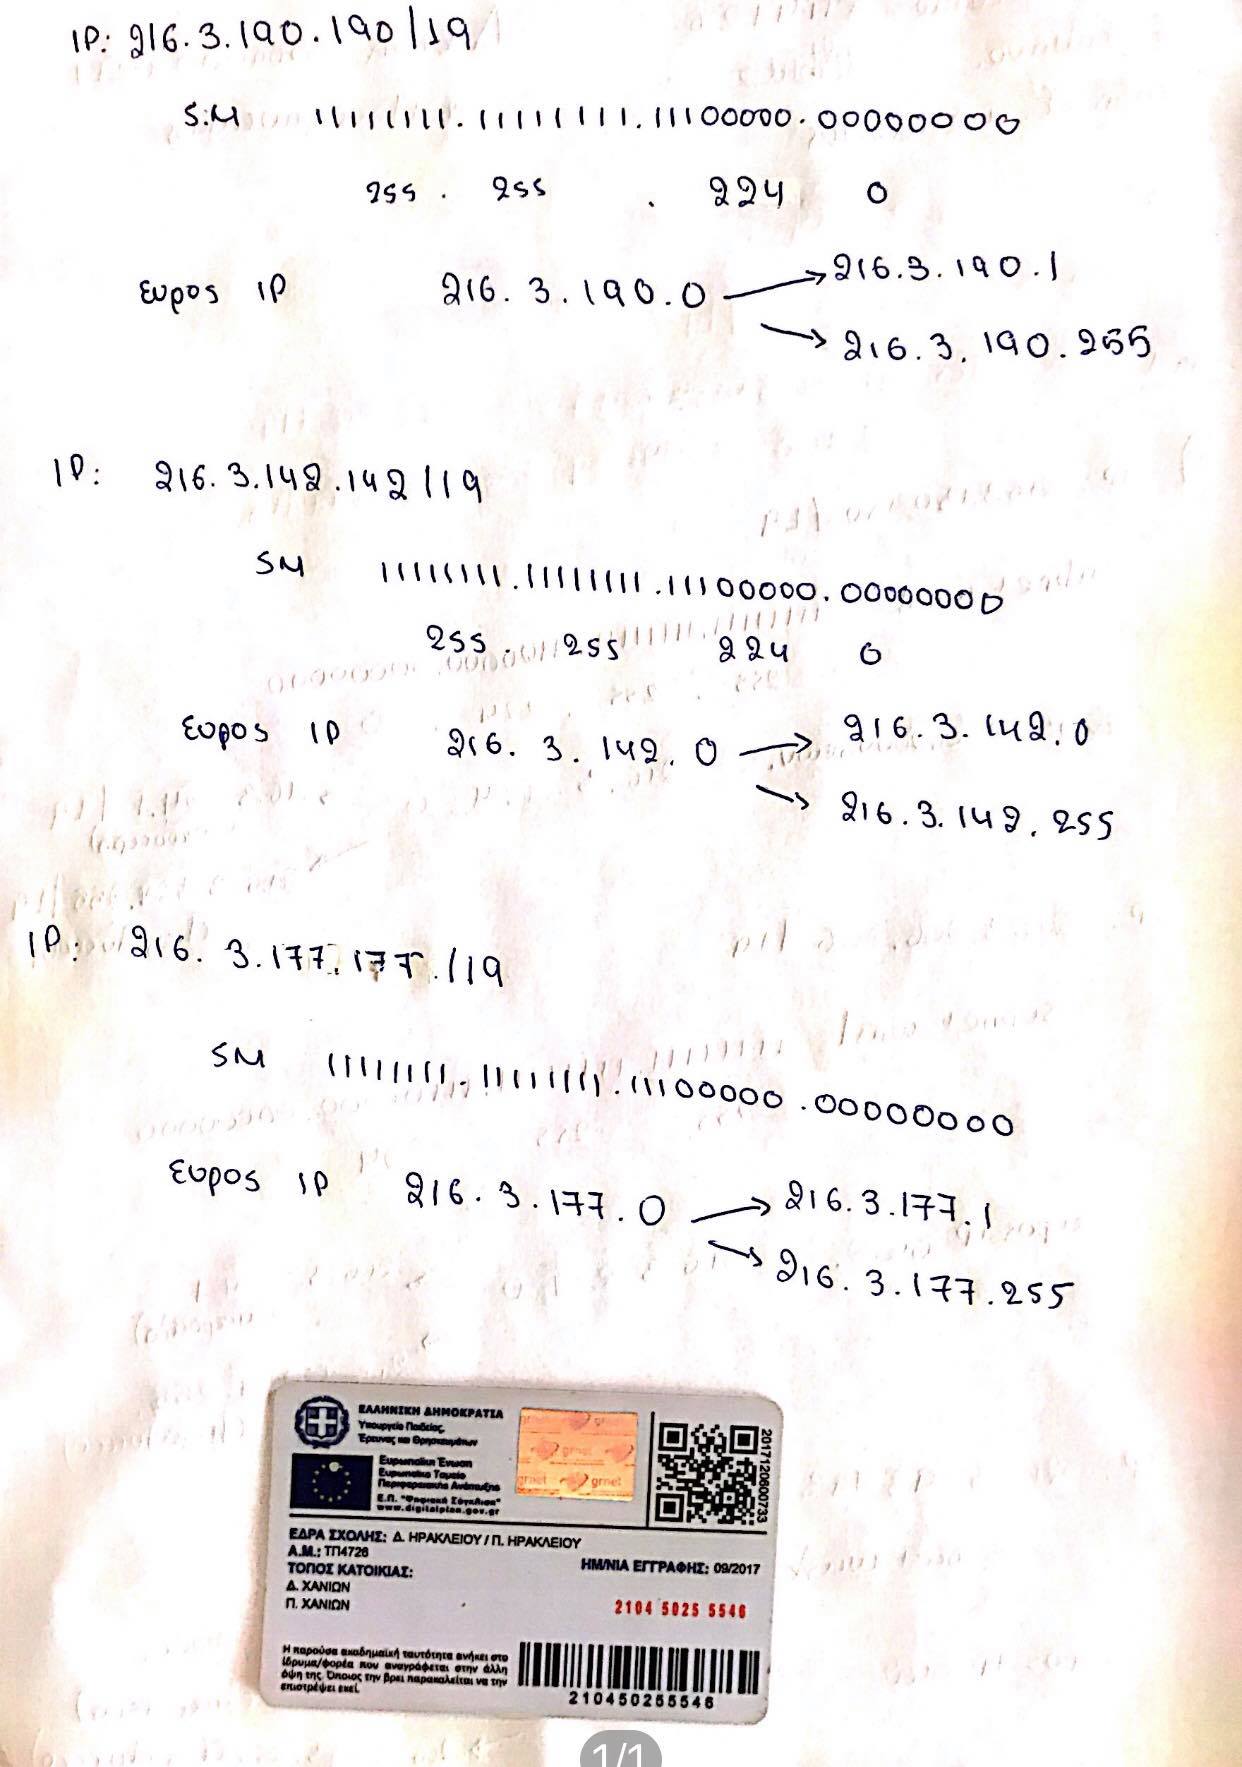 IP: 216.3.190.190/19
S.M 11111111.11111111.11100000.00000000
255 . 255 . 224 0
Ευρος IP 216.3.190.0 → 216.3.190.1
→ 216.3.190.255
IP: 216.3.142.142/19
SM 11111111.11111111.11100000.00000000
255 . 255 224 0
Ευρος IP 216.3.142.0 → 216.3.142.0
→ 216.3.142.255
IP: 216.3.177.177./19
SM 11111111.11111111.11100000.00000000
Ευρος IP 216.3.177.0 → 216.3.177.1
→ 216.3.177.255
ΕΛΛΗΝΙΚΗ ΔΗΜΟΚΡΑΤΙΑ
Υπουργείο Παιδείας,
Έρευνας και Θρησκευμάτων
Ευρωπαϊκη Ένωση
Ευρωπαϊκο Ταμείο
Περιφερειακής Ανάπτυξης
Ε.Π. "Ψηφιακή Σύγκλιση"
www.digitalplan.gov.gr
grnet
grnet
grnet
201712060073
ΕΔΡΑ ΣΧΟΛΗΣ: Δ. ΗΡΑΚΛΕΙΟΥ / Π. ΗΡΑΚΛΕΙΟΥ
Α.Μ.: ΤΠ4726
ΗΜ/ΝΙΑ ΕΓΓΡΑΦΗΣ: 09/2017
ΤΟΠΟΣ ΚΑΤΟΙΚΙΑΣ:
Δ. ΧΑΝΙΩΝ
Π. ΧΑΝΙΩΝ
2104 5025 5546
Η παρούσα ακαδημαϊκή ταυτότητα ανήκει στο
ίδρυμα/φορέα που αναγράφεται στην άλλη
όψη της. Όποιος την βρει παρακαλείται να την
επιστρέψει εκεί.
210450255546
1/1